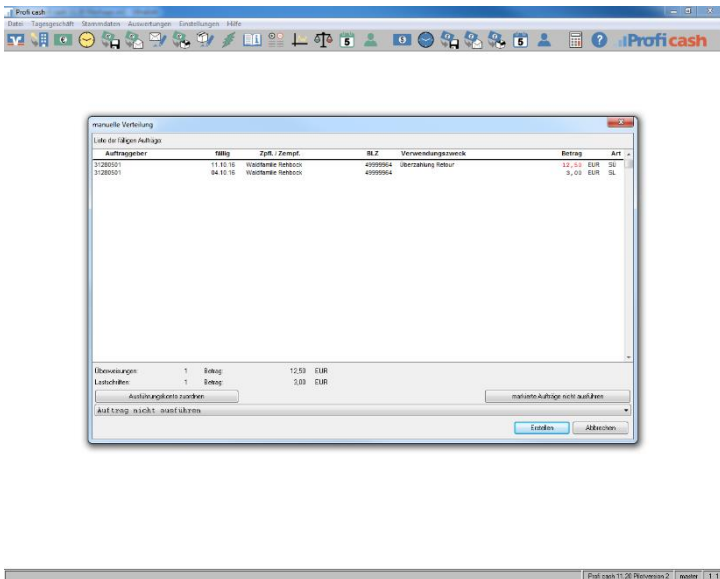 Profi cash
Datei Tagesgeschäft Stammdaten Auswertungen Einstellungen Hilfe
Profi cash
manuelle Verteilung
Liste der fälligen Aufträge
Auftraggeber fällig Zpfl. / Zempf. BLZ Verwendungszweck Betrag Art
31280501 11.10.16 Waldfamilie Rehbock 49999964 Überzahlung Retour 12,50 EUR SÜ
31280501 04.10.16 Waldfamilie Rehbock 49999964 3,00 EUR SL
Überweisungen: 1 Betrag: 12,50 EUR
Lastschriften: 1 Betrag: 3,00 EUR
Ausführungskonto zuordnen markierte Aufträge nicht ausführen
Auftrag nicht ausführen
Erstellen Abbrechen
Profi cash 11.20 Pilotversion 2 master